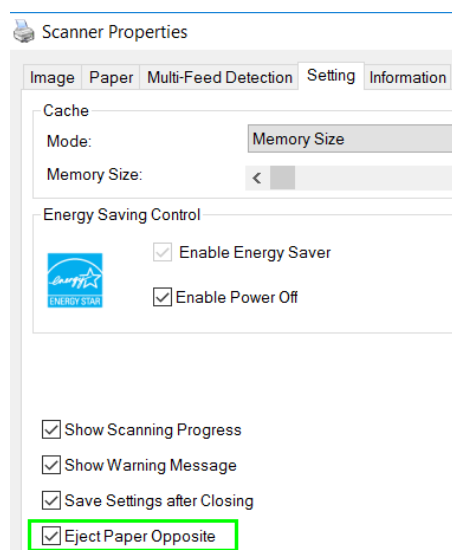 Scanner Properties
Image Paper Multi-Feed Detection Setting Information
Cache
Mode: Memory Size
Memory Size:
Energy Saving Control
Enable Energy Saver
energy
ENERGY STAR
Enable Power Off
Show Scanning Progress
Show Warning Message
Save Settings after Closing
Eject Paper Opposite